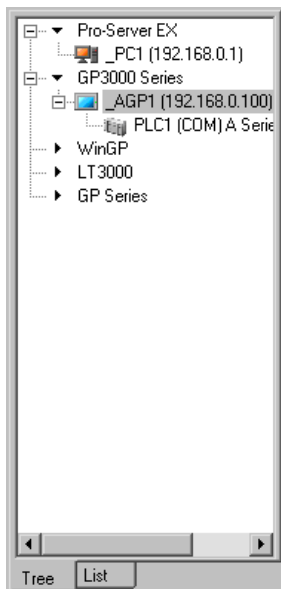 Pro-Server EX
_PC1 (192.168.0.1)
GP3000 Series
_AGP1 (192.168.0.100)
PLC1 (COM) A Serie
WinGP
LT3000
GP Series
Tree List